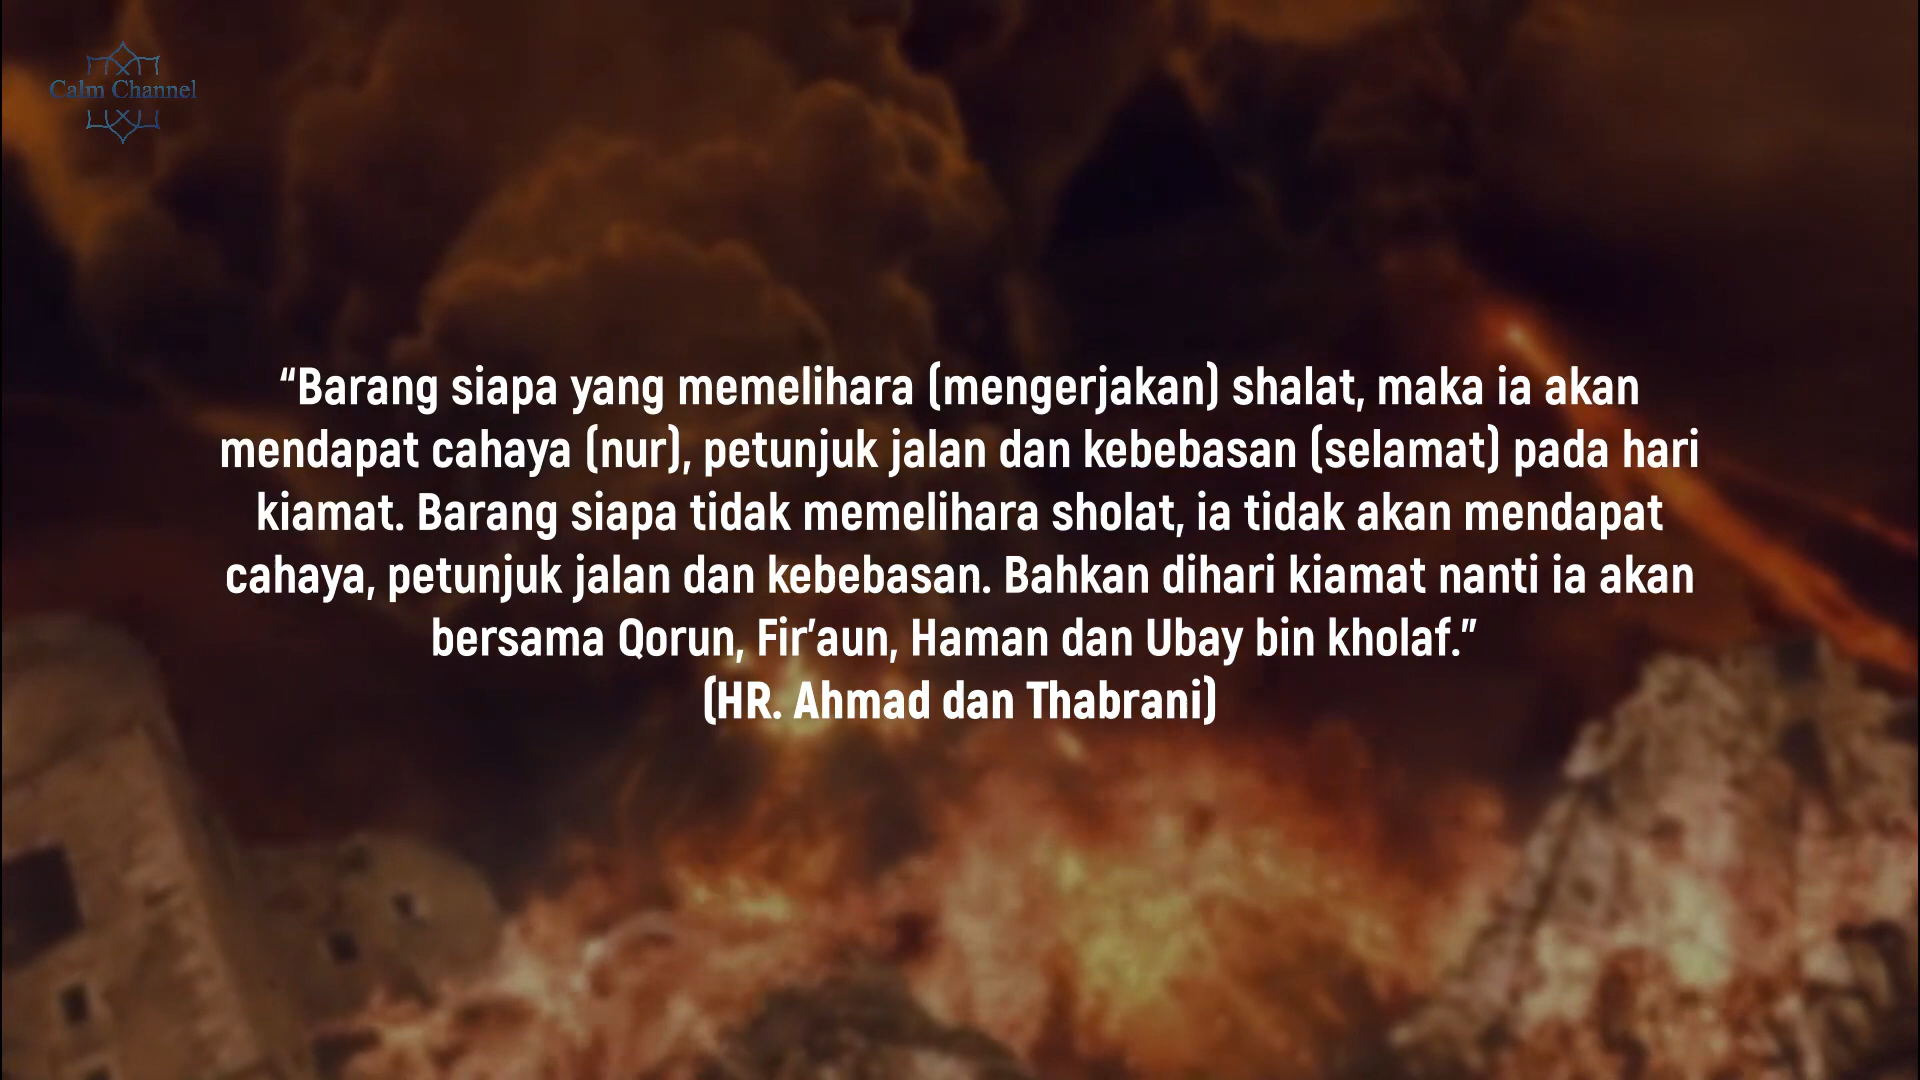 Calm Channel
“Barang siapa yang memelihara (mengerjakan) shalat, maka ia akan
mendapat cahaya (nur), petunjuk jalan dan kebebasan (selamat) pada hari
kiamat. Barang siapa tidak memelihara sholat, ia tidak akan mendapat
cahaya, petunjuk jalan dan kebebasan. Bahkan dihari kiamat nanti ia akan
bersama Qorun, Fir’aun, Haman dan Ubay bin kholaf.”
(HR. Ahmad dan Thabrani)